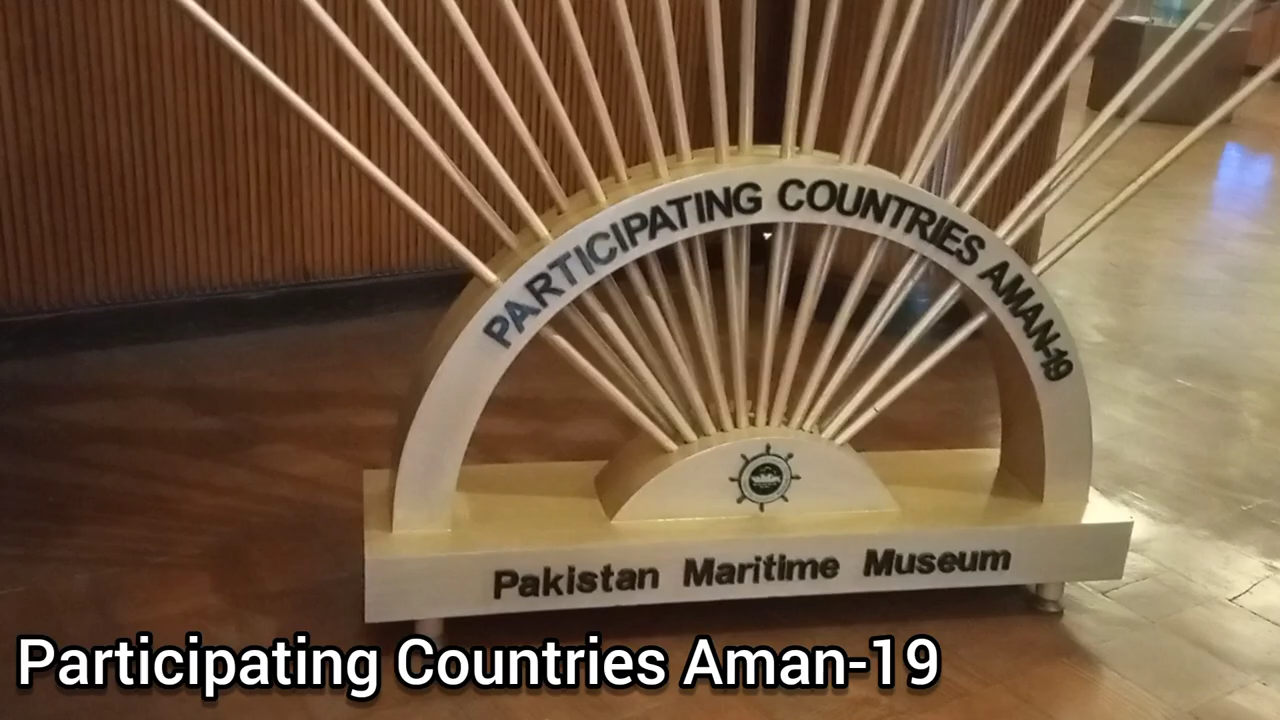 PARTICIPATING COUNTRIES AMAN-19
Pakistan Maritime Museum
Participating Countries Aman-19